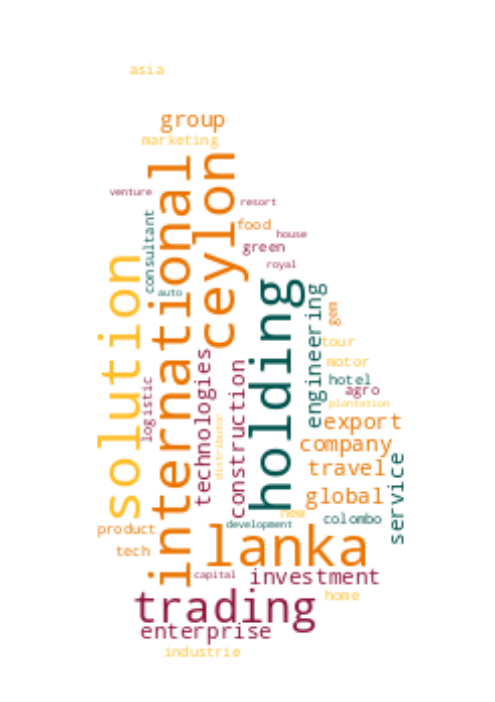 asia
group
marketing
international
ceylon
venture
resort
consultant
food
house
green
solution
royal
auto
holding
engineering
gem
tour
technologies
motor
construction
hotel
logistic
agro
plantation
distributor
export
company
service
travel
global
new
colombo
product
development
lanka
tech
capital
investment
trading
home
enterprise
industrie